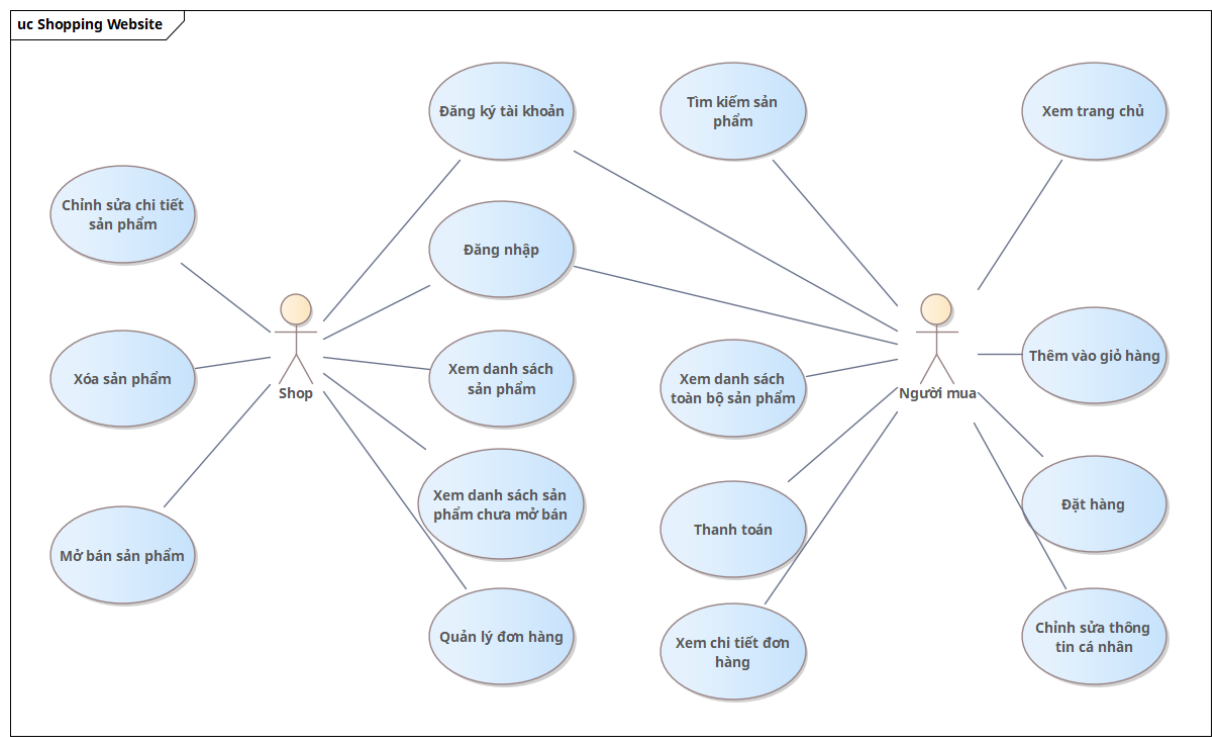 uc Shopping Website
Đăng ký tài khoản
Tìm kiếm sản
phẩm
Xem trang chủ
Chỉnh sửa chi tiết
sản phẩm
Đăng nhập
Xóa sản phẩm
Shop
Xem danh sách
sản phẩm
Xem danh sách
toàn bộ sản phẩm
Người mua
Thêm vào giỏ hàng
Xem danh sách sản
phẩm chưa mở bán
Thanh toán
Đặt hàng
Mở bán sản phẩm
Quản lý đơn hàng
Xem chi tiết đơn
hàng
Chỉnh sửa thông
tin cá nhân